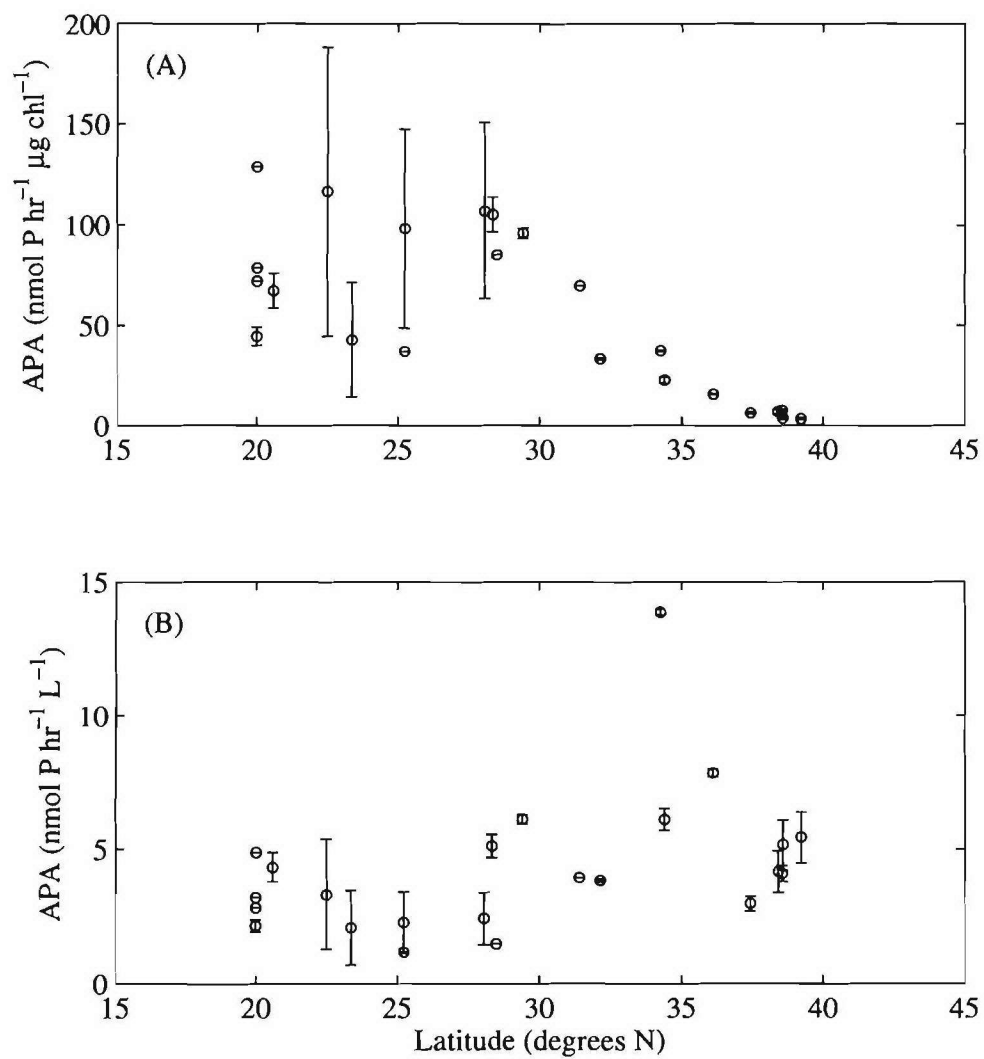 200
150
100
50
0
APA (nmol P hr⁻¹ µg chl⁻¹)
(A)
15 20 25 30 35 40 45
15
10
5
0
APA (nmol P hr⁻¹ L⁻¹)
(B)
15 20 25 30 35 40 45
Latitude (degrees N)